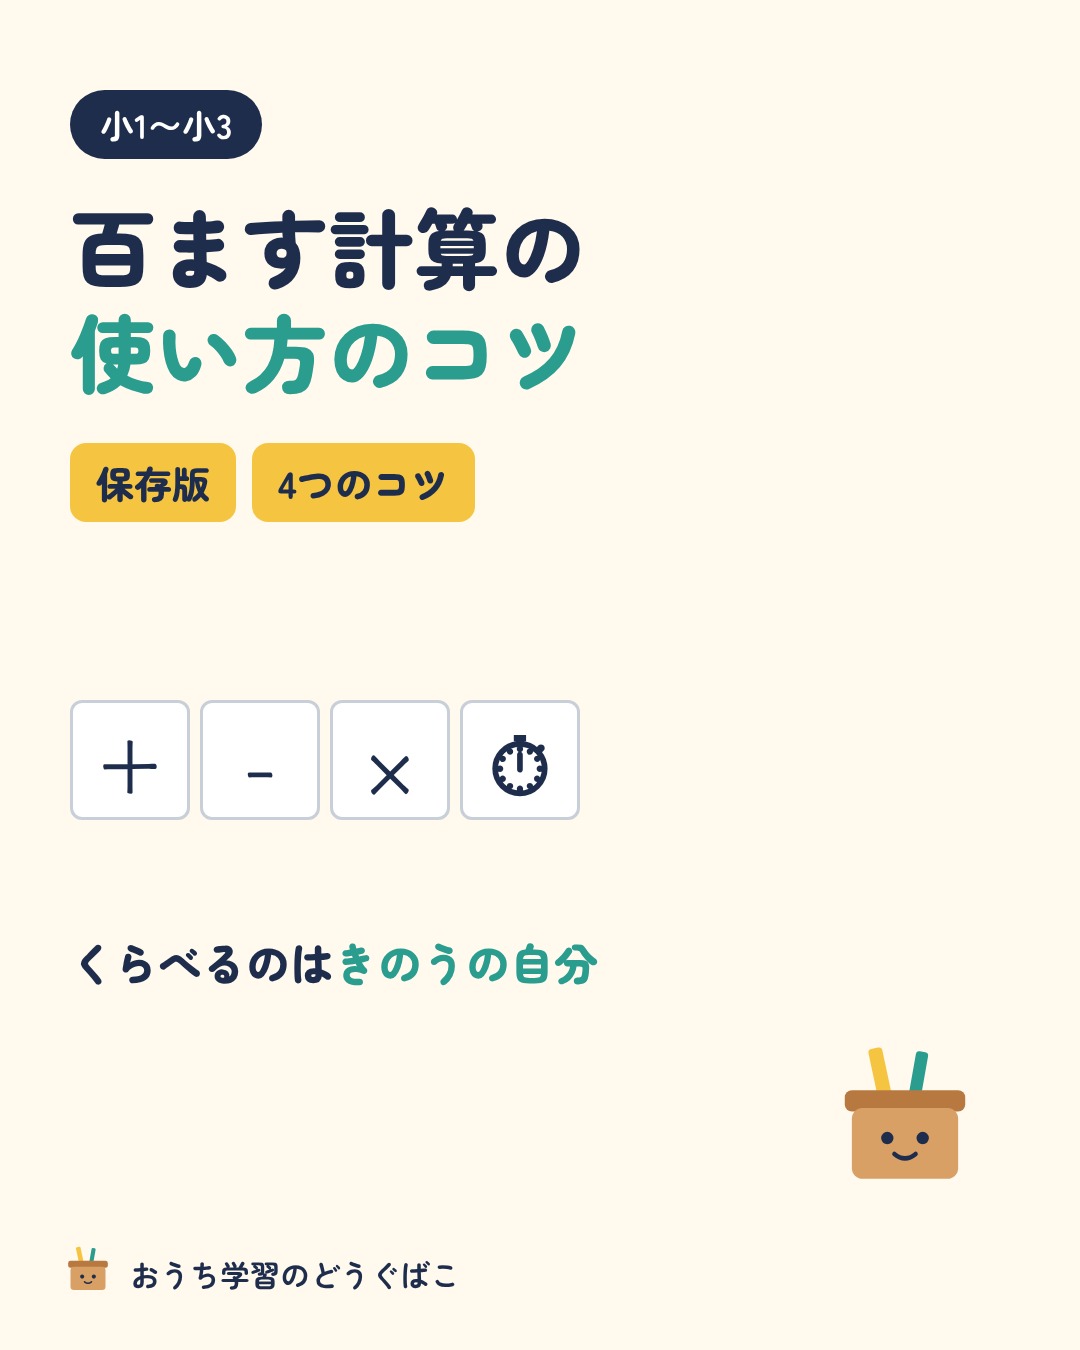 小1〜小3
百ます計算の
使い方のコツ
保存版 4つのコツ
+ - ×
くらべるのはきのうの自分
おうち学習のどうぐばこ